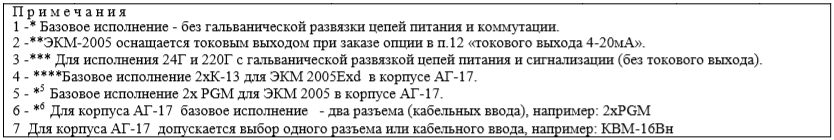 П р и м е ч а н и я
1 -* Базовое исполнение - без гальванической развязки цепей питания и коммутации.
2 -**ЭКМ-2005 оснащается токовым выходом при заказе опции в п.12 «токового выхода 4-20мА».
3 -*** Для исполнения 24Г и 220Г с гальванической развязкой цепей питания и сигнализации (без токового выхода).
4 - ****Базовое исполнение 2хК-13 для ЭКМ 2005Exd в корпусе АГ-17.
5 - *⁵ Базовое исполнение 2х PGM для ЭКМ 2005 в корпусе АГ-17.
6 - *⁶ Для корпуса АГ-17 базовое исполнение - два разъема (кабельных ввода), например: 2хPGM
7 Для корпуса АГ-17 допускается выбор одного разъема или кабельного ввода, например: КВМ-16Вн